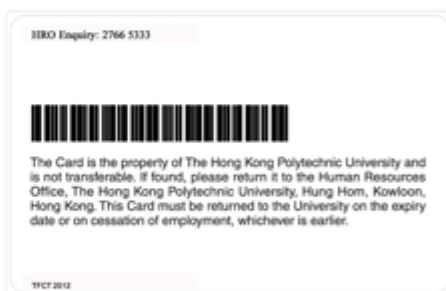 HRO Enquiry: 2766 5333
The Card is the property of The Hong Kong Polytechnic University and
is not transferable. If found, please return it to the Human Resources
Office, The Hong Kong Polytechnic University, Hung Hom, Kowloon,
Hong Kong. This Card must be returned to the University on the expiry
date or on cessation of employment, whichever is earlier.
TFCT 2012